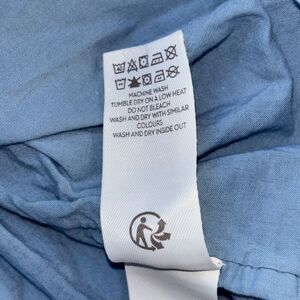 MACHINE WASH
TUMBLE DRY ON A LOW HEAT
DO NOT BLEACH
WASH AND DRY WITH SIMILAR
COLOURS
WASH AND DRY INSIDE OUT